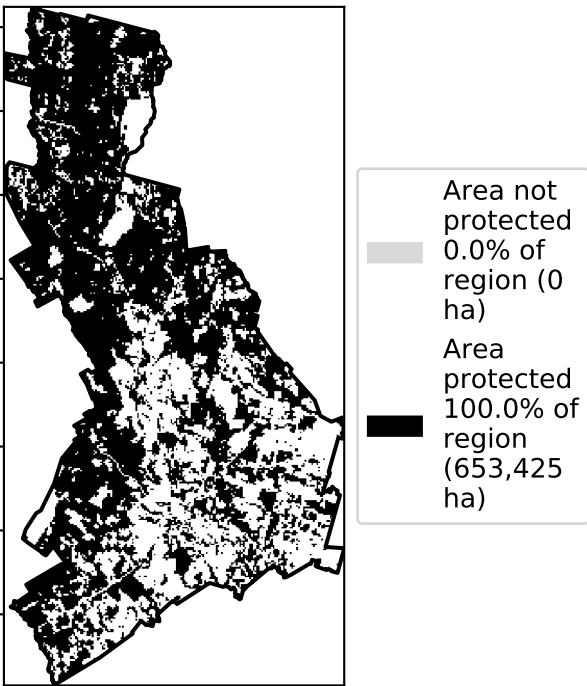 Area not
protected
0.0% of
region (0
ha)
Area
protected
100.0% of
region
(653,425
ha)